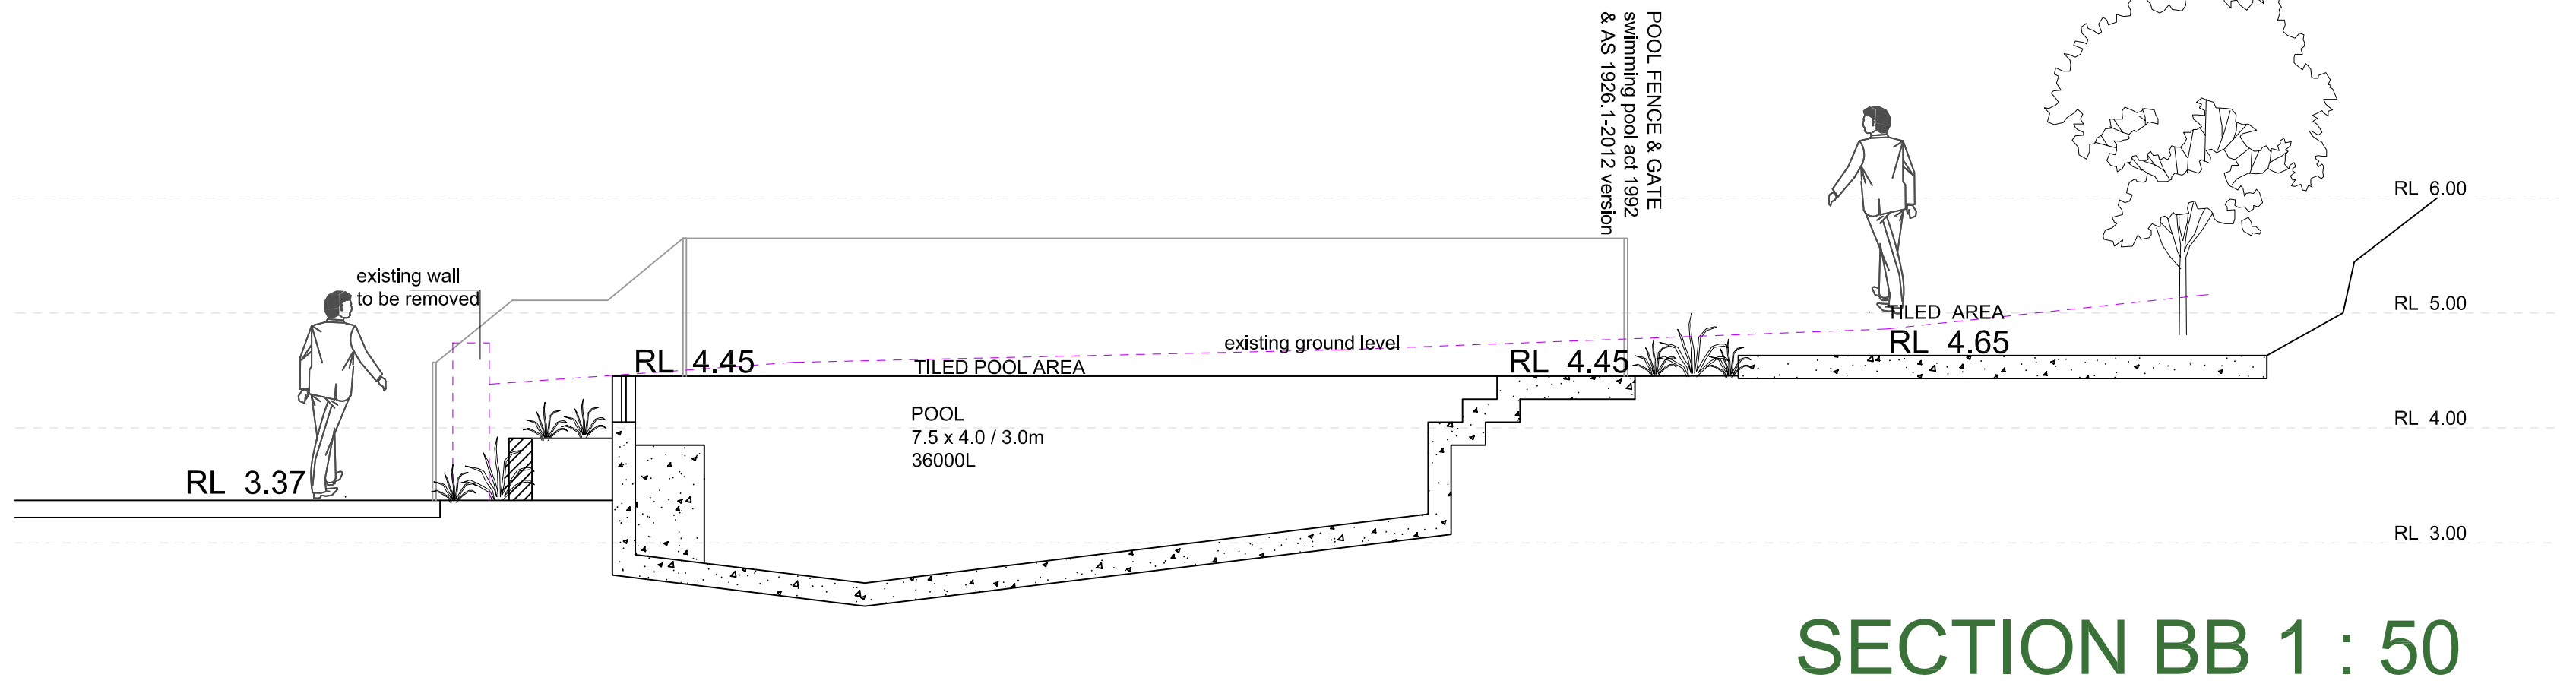 POOL FENCE & GATE
swimming pool act 1992
& AS 1926.1-2012 version
RL 6.00
existing wall
to be removed
RL 5.00
TILED AREA
RL 4.65
existing ground level
RL 4.45
TILED POOL AREA
RL 4.45
POOL
7.5 x 4.0 / 3.0m
36000L
RL 4.00
RL 3.37
RL 3.00
SECTION BB 1 : 50